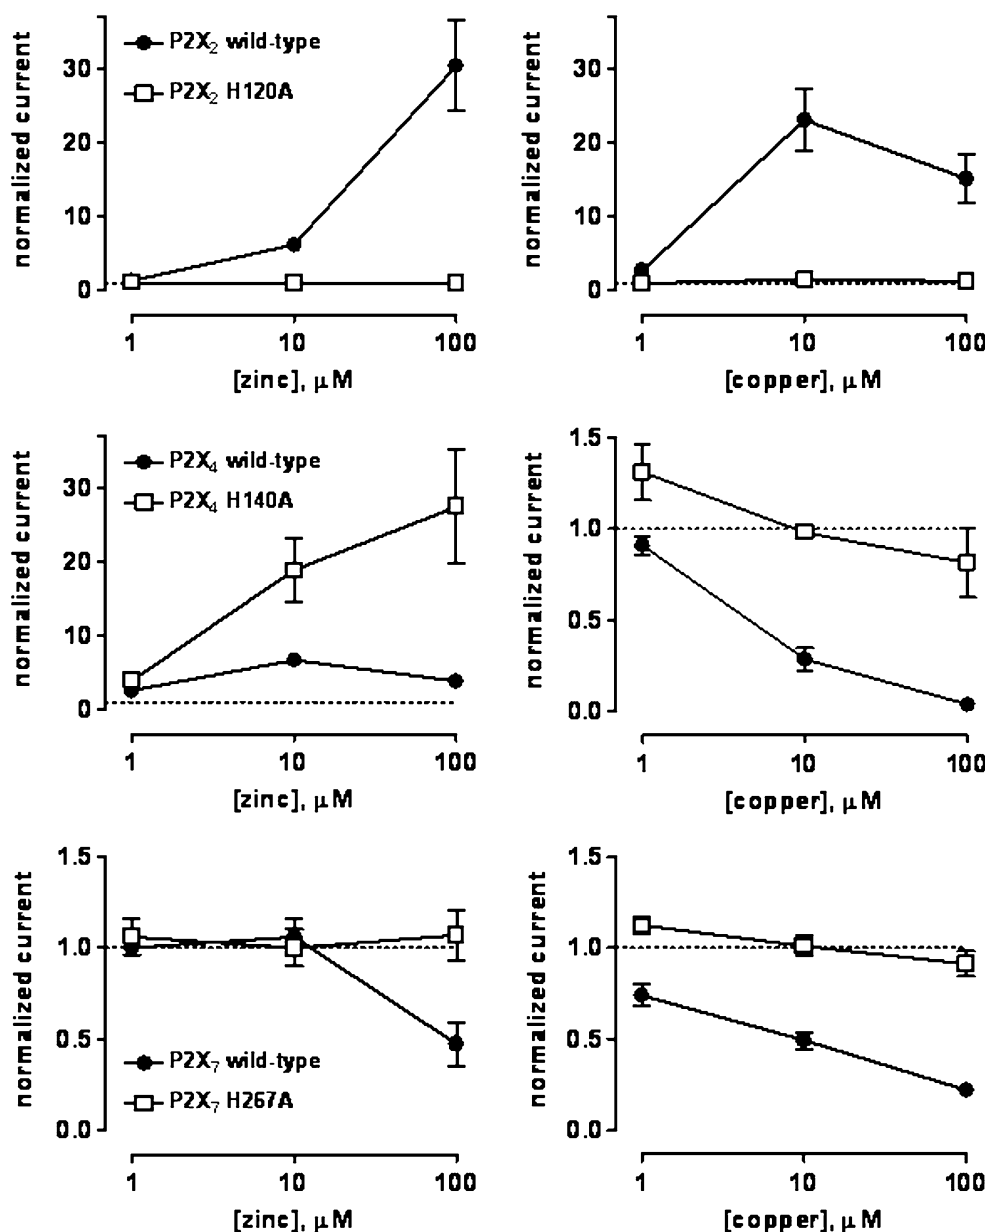 normalized current
30
20
10
0
P2X₂ wild-type
P2X₂ H120A
1 10 100
[zinc], μM
normalized current
30
20
10
0
1 10 100
[copper], μM
normalized current
30
20
10
0
P2X₄ wild-type
P2X₄ H140A
1 10 100
[zinc], μM
normalized current
1.5
1.0
0.5
0.0
1 10 100
[copper], μM
normalized current
1.5
1.0
0.5
0.0
P2X₇ wild-type
P2X₇ H267A
1 10 100
[zinc], μM
normalized current
1.5
1.0
0.5
0.0
1 10 100
[copper], μM